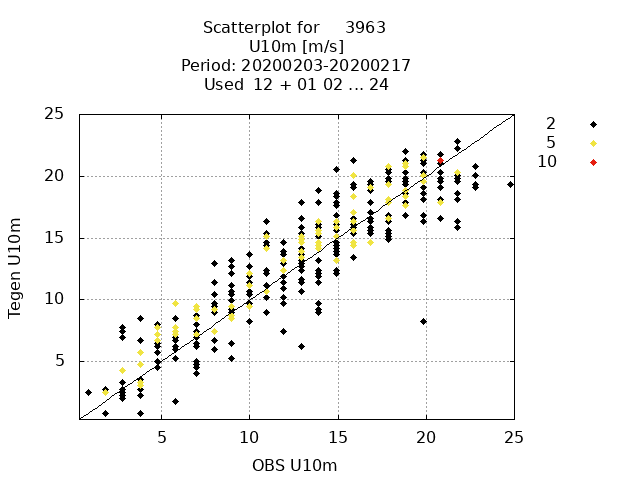 Scatterplot for 3963
U10m [m/s]
Period: 20200203-20200217
Used 12 + 01 02 ... 24
25
20
15
10
5
5
10
15
20
25
Tegen U10m
OBS U10m
2
5
10